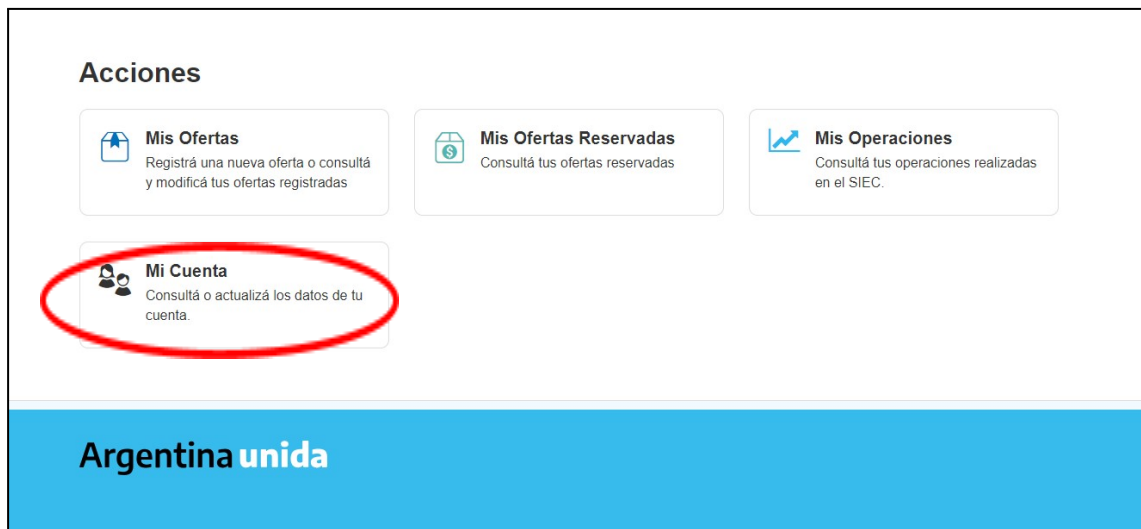 Acciones
Mis Ofertas
Registrá una nueva oferta o consultá
y modificá tus ofertas registradas
Mis Ofertas Reservadas
Consultá tus ofertas reservadas
Mis Operaciones
Consultá tus operaciones realizadas
en el SIEC.
Mi Cuenta
Consultá o actualizá los datos de tu
cuenta.
Argentina unida